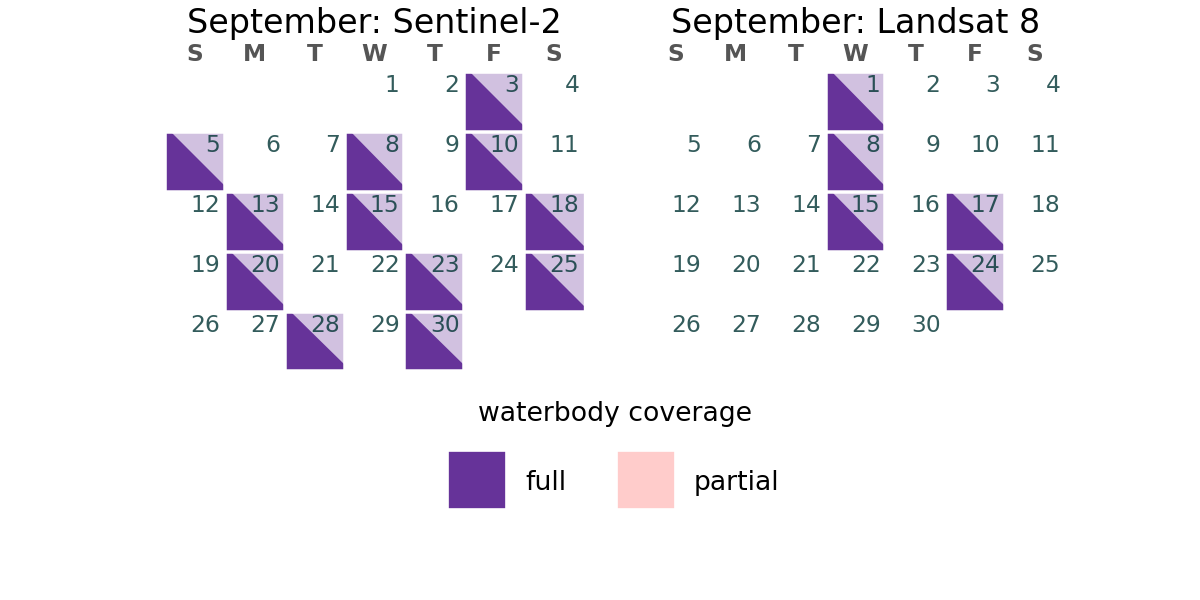 September: Sentinel-2
S M T W T F S
1 2 3 4
5 6 7 8 9 10 11
12 13 14 15 16 17 18
19 20 21 22 23 24 25
26 27 28 29 30
September: Landsat 8
S M T W T F S
1 2 3 4
5 6 7 8 9 10 11
12 13 14 15 16 17 18
19 20 21 22 23 24 25
26 27 28 29 30
waterbody coverage
full
partial